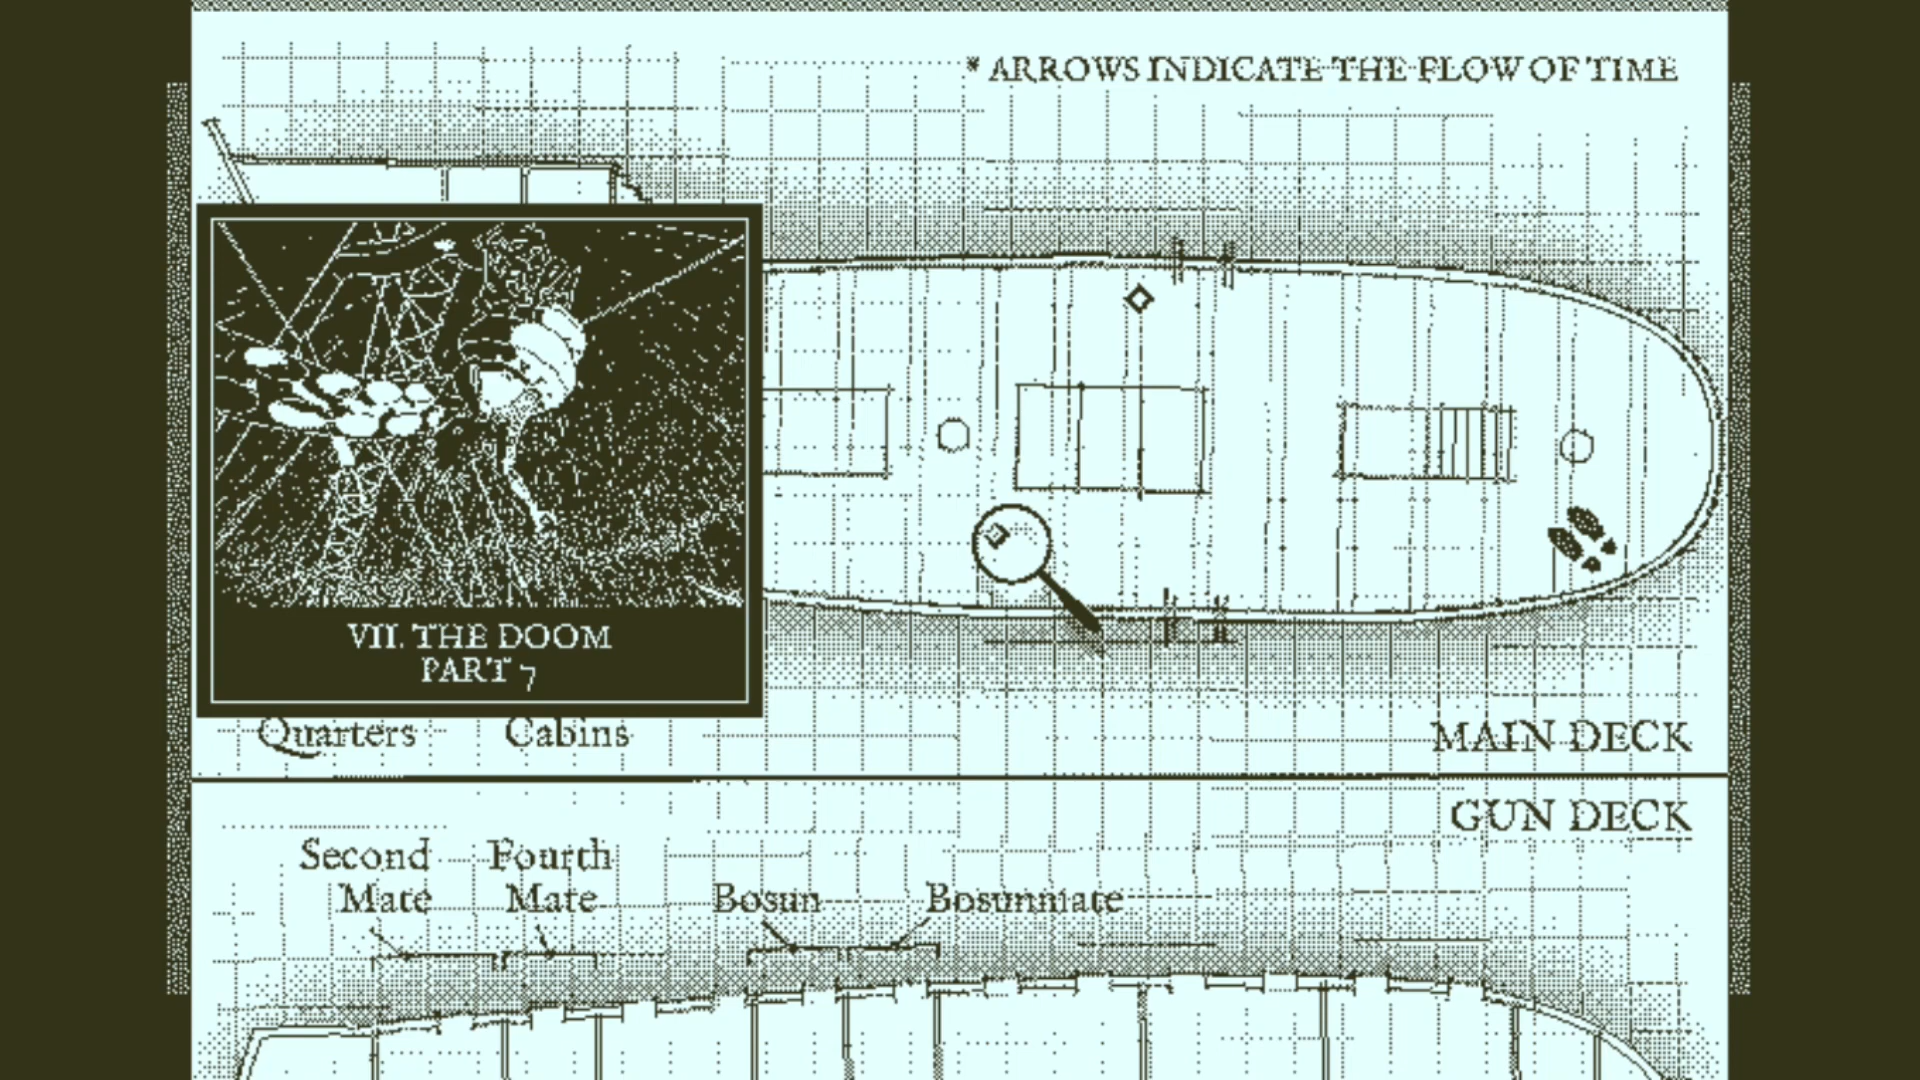 * ARROWS INDICATE THE FLOW OF TIME
VII. THE DOOM
PART 7
Quarters
Cabins
MAIN DECK
GUN DECK
Second
Mate
Fourth
Mate
Bosun
Bosunmate